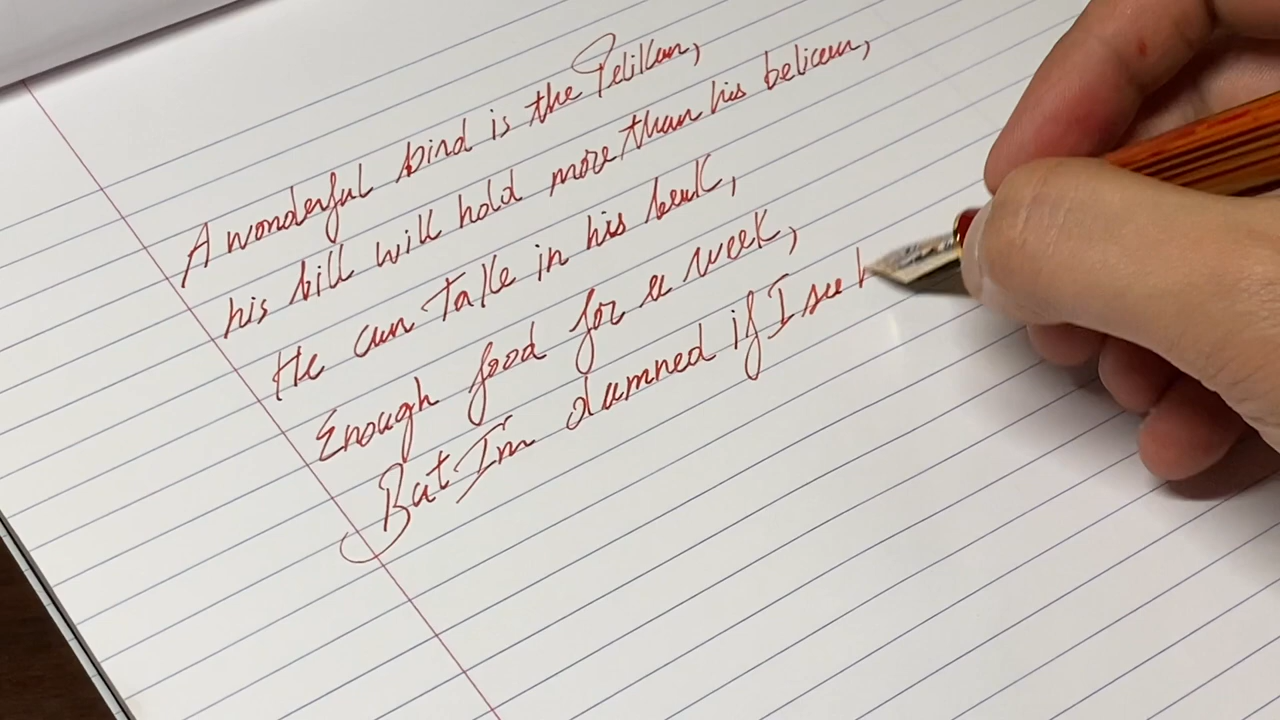 A wonderful bird is the Pelikan,
his bill will hold more than his belican,
He can take in his beak,
Enough food for a week,
But I'm damned if I see h